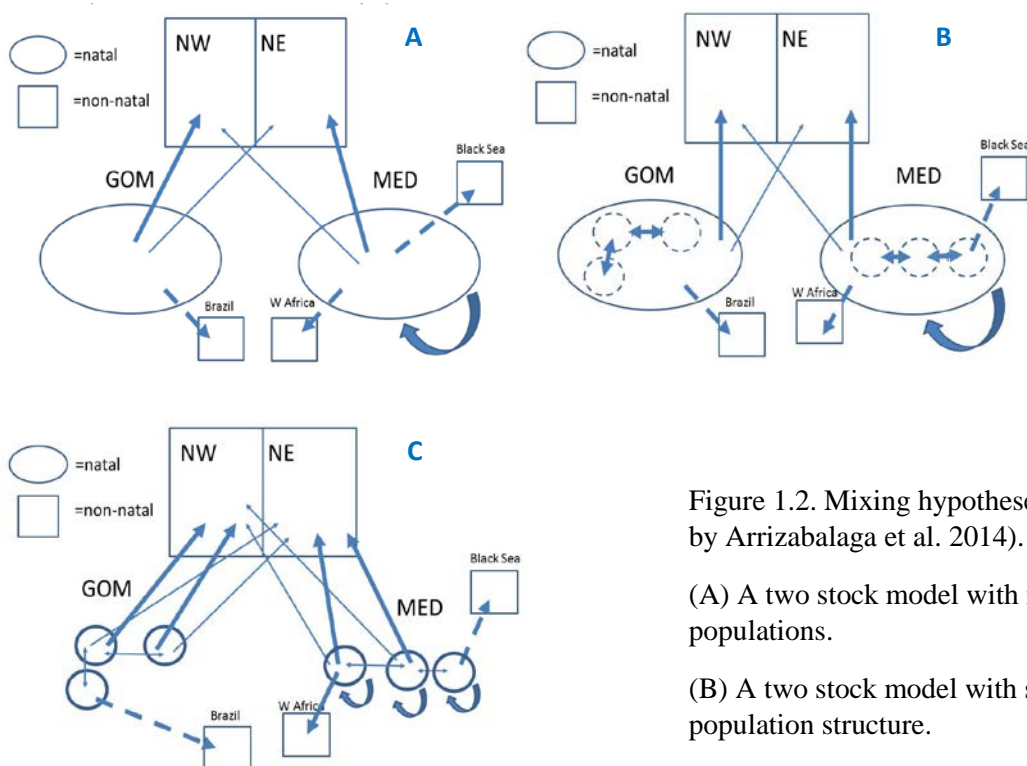 A
NW NE
=natal
=non-natal
Black Sea
GOM MED
Brazil W Africa
B
NW NE
=natal
=non-natal
Black Sea
GOM MED
W Africa
Brazil
C
NW NE
=natal
=non-natal
Black Sea
GOM MED
Brazil W Africa
Figure 1.2. Mixing hypothese
by Arrizabalaga et al. 2014).
(A) A two stock model with
populations.
(B) A two stock model with s
population structure.